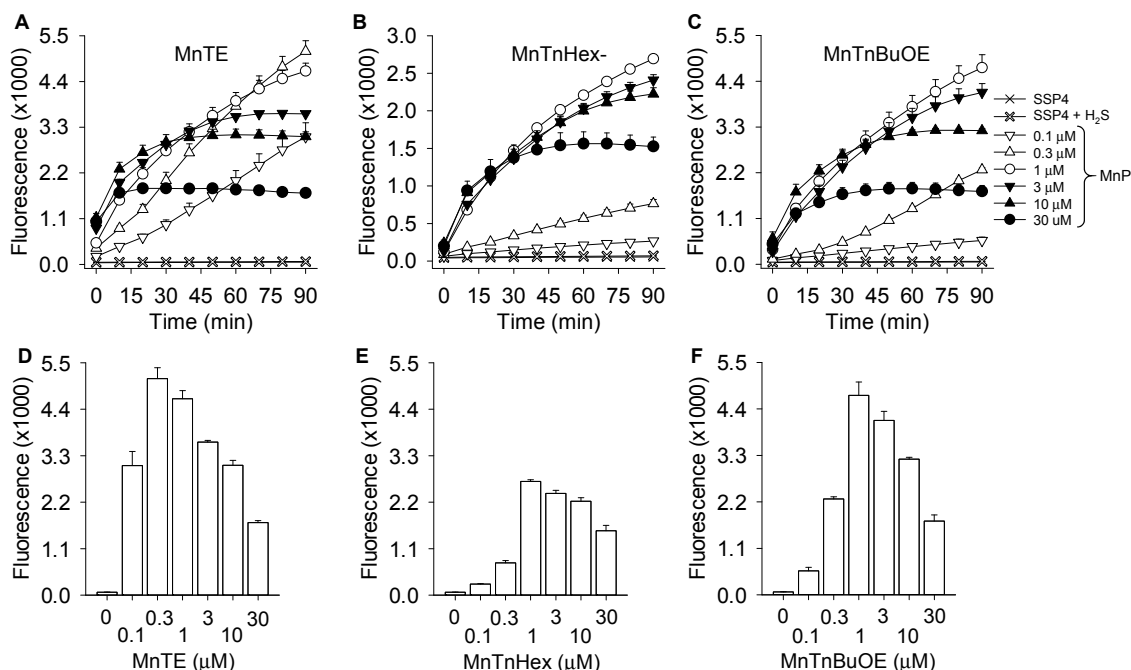 A
MnTE
Fluorescence (x1000)
5.5
4.4
3.3
2.2
1.1
0.0
0 15 30 45 60 75 90
Time (min)
B
MnTnHex-
Fluorescence (x1000)
3.0
2.5
2.0
1.5
1.0
0.5
0.0
0 15 30 45 60 75 90
Time (min)
C
MnTnBuOE
Fluorescence (x1000)
5.5
4.4
3.3
2.2
1.1
0.0
0 15 30 45 60 75 90
Time (min)
SSP4
SSP4 + H₂S
0.1 μM
0.3 μM
1 μM
3 μM
10 μM
30 uM
MnP
D
Fluorescence (x1000)
5.5
4.4
3.3
2.2
1.1
0.0
0 0.3 3 30
0.1 1 10
MnTE (μM)
E
Fluorescence (x1000)
5.5
4.4
3.3
2.2
1.1
0.0
0 0.3 3 30
0.1 1 10
MnTnHex (μM)
F
Fluorescence (x1000)
5.5
4.4
3.3
2.2
1.1
0.0
0 0.3 3 30
0.1 1 10
MnTnBuOE (μM)